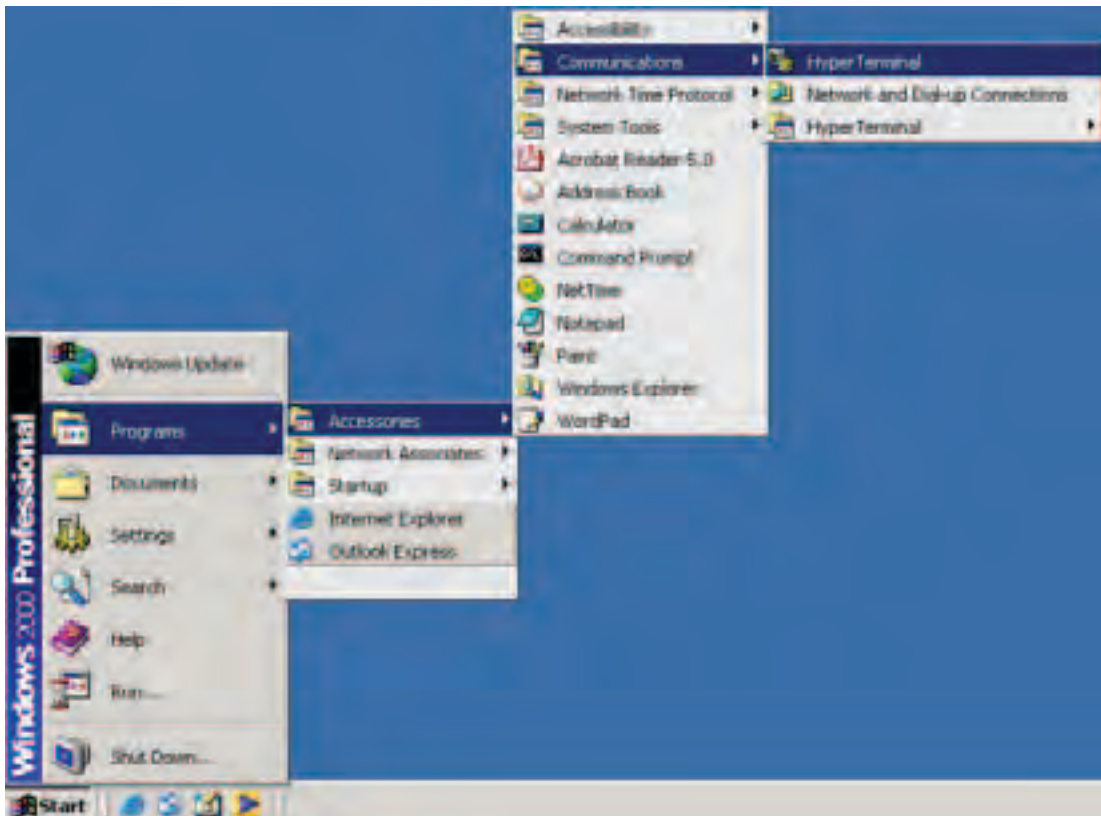 Accessibility
Communications
Network Time Protocol
System Tools
Acrobat Reader 5.0
Address Book
Calculator
Command Prompt
NetTime
Notepad
Paint
Windows Explorer
WordPad
HyperTerminal
Network and Dial-up Connections
HyperTerminal
Windows Update
Programs
Documents
Settings
Search
Help
Run...
Shut Down...
Accessories
Network Associates
Startup
Internet Explorer
Outlook Express
Windows 2000 Professional
Start